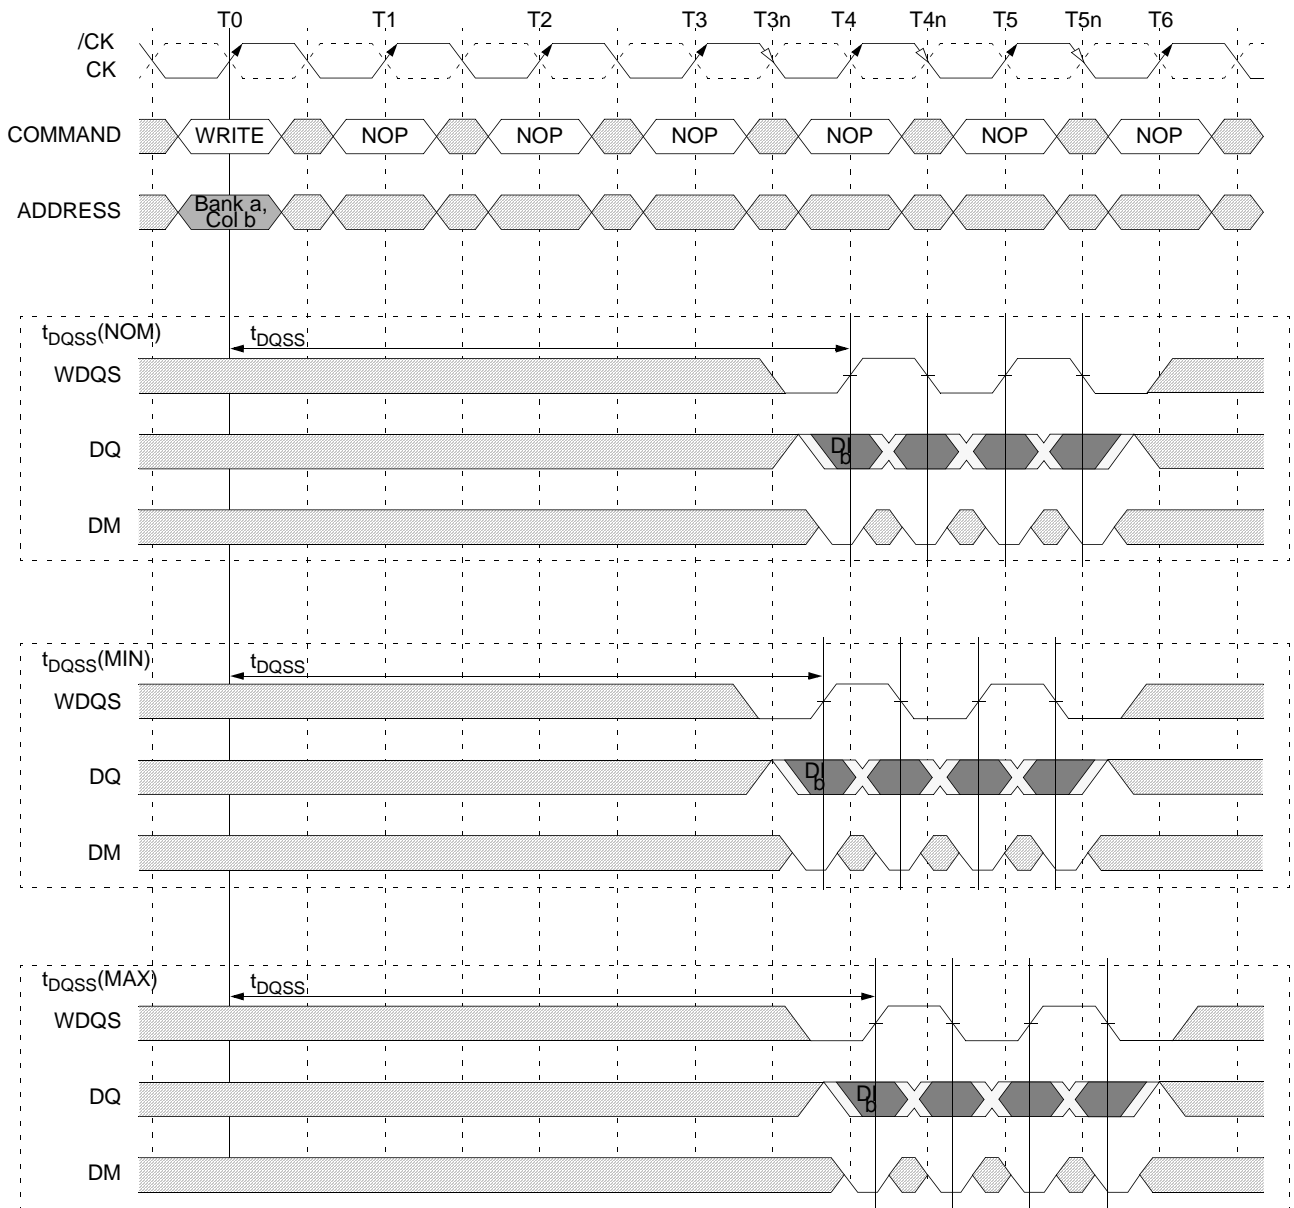 T0 T1 T2 T3 T3n T4 T4n T5 T5n T6
/CK
CK
COMMAND WRITE NOP NOP NOP NOP NOP NOP
ADDRESS Bank a,
Col b
tDQSS(NOM) tDQSS
WDQS
DQ DI
b
DM
tDQSS(MIN) tDQSS
WDQS
DQ DI
b
DM
tDQSS(MAX) tDQSS
WDQS
DQ DI
b
DM